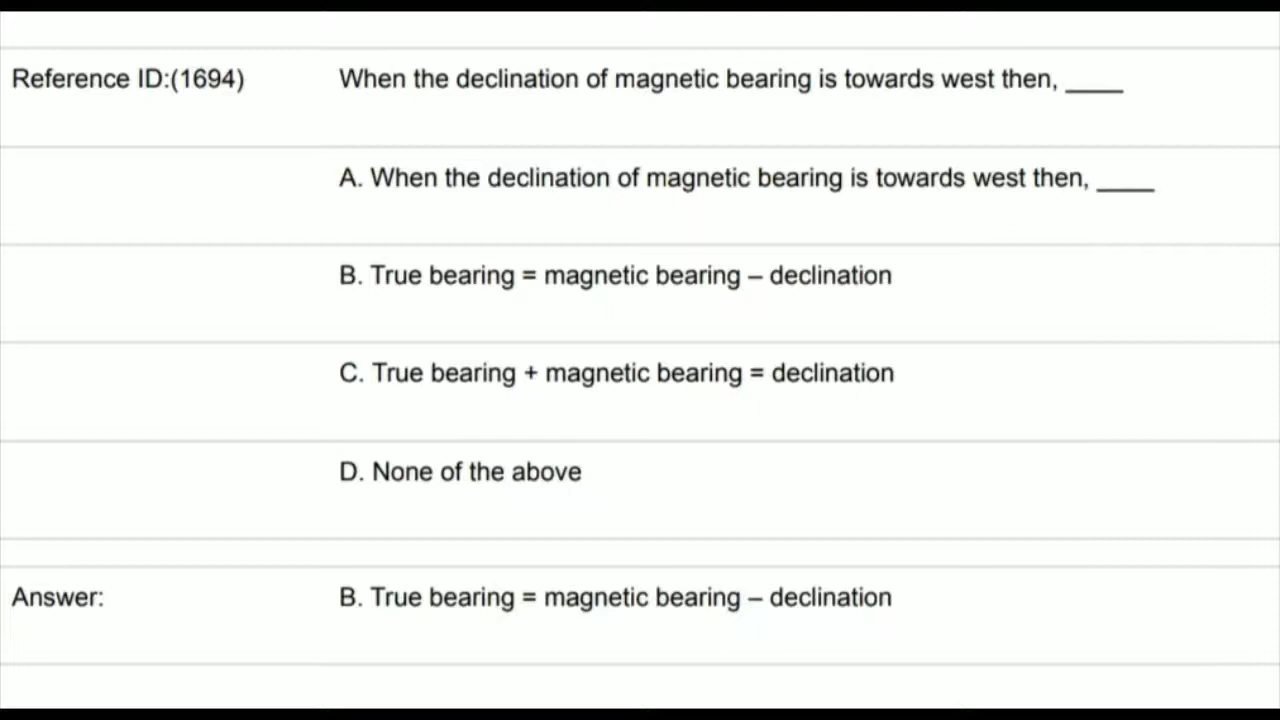 Reference ID:(1694) When the declination of magnetic bearing is towards west then, ____
A. When the declination of magnetic bearing is towards west then, ____
B. True bearing = magnetic bearing – declination
C. True bearing + magnetic bearing = declination
D. None of the above
Answer: B. True bearing = magnetic bearing – declination